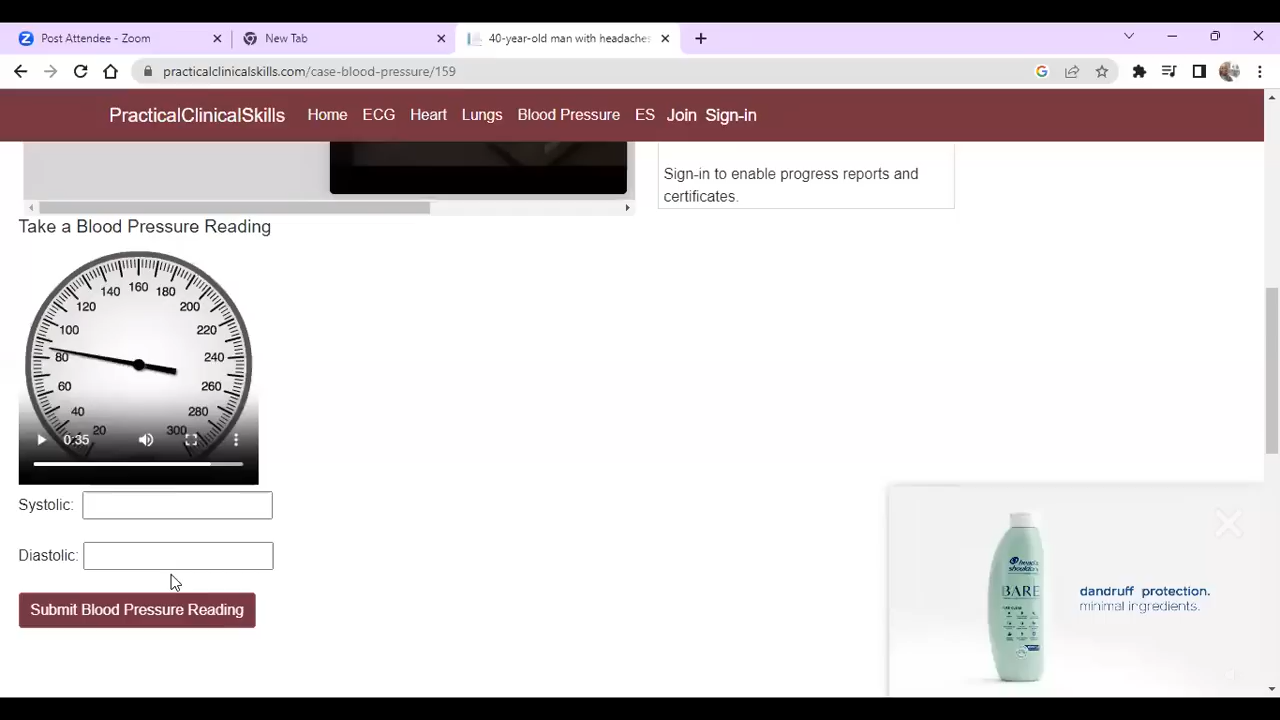 Post Attendee - Zoom
New Tab
40-year-old man with headaches
practicalclinicalskills.com/case-blood-pressure/159
PracticalClinicalSkills Home ECG Heart Lungs Blood Pressure ES Join Sign-in
Sign-in to enable progress reports and
certificates.
Take a Blood Pressure Reading
20 40 60 80 100 120 140 160 180 200 220 240 260 280 300
0:35
Systolic:
Diastolic:
Submit Blood Pressure Reading
head &
shoulders
BARE
dandruff protection.
minimal ingredients.